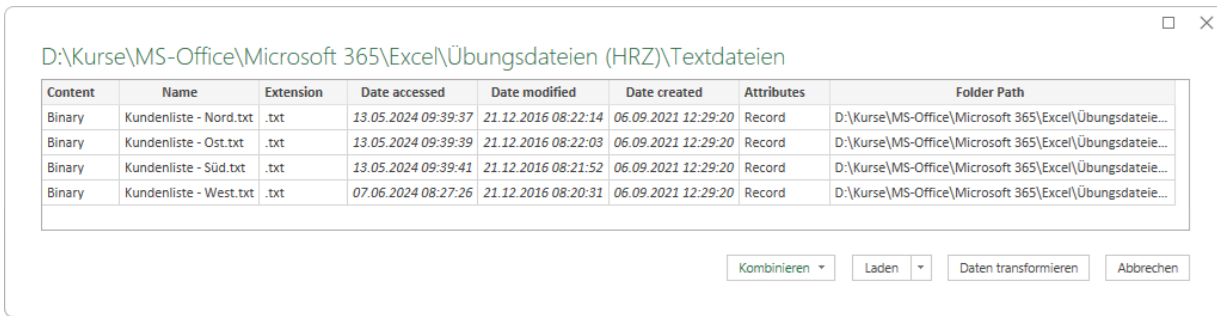 D:\Kurse\MS-Office\Microsoft 365\Excel\Übungsdateien (HRZ)\Textdateien
Content Name Extension Date accessed Date modified Date created Attributes Folder Path
Binary Kundenliste - Nord.txt .txt 13.05.2024 09:39:37 21.12.2016 08:22:14 06.09.2021 12:29:20 Record D:\Kurse\MS-Office\Microsoft 365\Excel\Übungsdateie...
Binary Kundenliste - Ost.txt .txt 13.05.2024 09:39:39 21.12.2016 08:22:03 06.09.2021 12:29:20 Record D:\Kurse\MS-Office\Microsoft 365\Excel\Übungsdateie...
Binary Kundenliste - Süd.txt .txt 13.05.2024 09:39:41 21.12.2016 08:21:52 06.09.2021 12:29:20 Record D:\Kurse\MS-Office\Microsoft 365\Excel\Übungsdateie...
Binary Kundenliste - West.txt .txt 07.06.2024 08:27:26 21.12.2016 08:20:31 06.09.2021 12:29:20 Record D:\Kurse\MS-Office\Microsoft 365\Excel\Übungsdateie...
Kombinieren Laden Daten transformieren Abbrechen